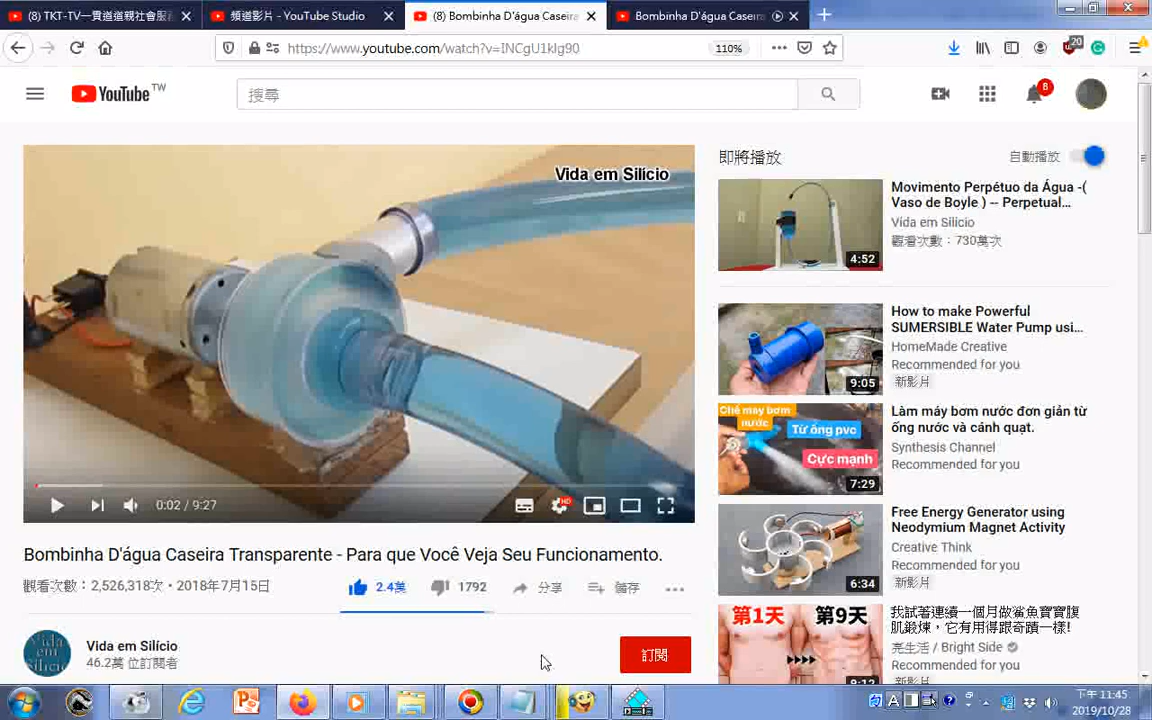 (8) TKT-TV一貫道道親社會服
頻道影片 - YouTube Studio
(8) Bombinha D'água Caseira
Bombinha D'água Caseira
https://www.youtube.com/watch?v=lNCgU1kIg90
110%
20
YouTube TW
搜尋
8
Vida em Silício
0:02 / 9:27
HD
Bombinha D'água Caseira Transparente - Para que Você Veja Seu Funcionamento.
觀看次數：2,526,318次・2018年7月15日
2.4萬
1792
分享
儲存
Vida em Silício
Vida em Silício
46.2萬 位訂閱者
訂閱
即將播放
自動播放
Movimento Perpétuo da Água -(
Vaso de Boyle ) -- Perpetual...
Vida em Silício
觀看次數：730萬次
4:52
How to make Powerful
SUMERSIBLE Water Pump usi...
HomeMade Creative
Recommended for you
新影片
9:05
Chế máy bơm
nước
Từ ống pvc
Cực mạnh
7:29
Làm máy bơm nước đơn giản từ
ống nước và cánh quạt.
Synthesis Channel
Recommended for you
Free Energy Generator using
Neodymium Magnet Activity
Creative Think
Recommended for you
新影片
6:34
第1天
第9天
9:12
我試著連續一個月做鯊魚寶寶腹
肌鍛煉，它有用得跟奇蹟一樣!
亮生活 / Bright Side
Recommended for you
新影片
下午 11:45
2019/10/28